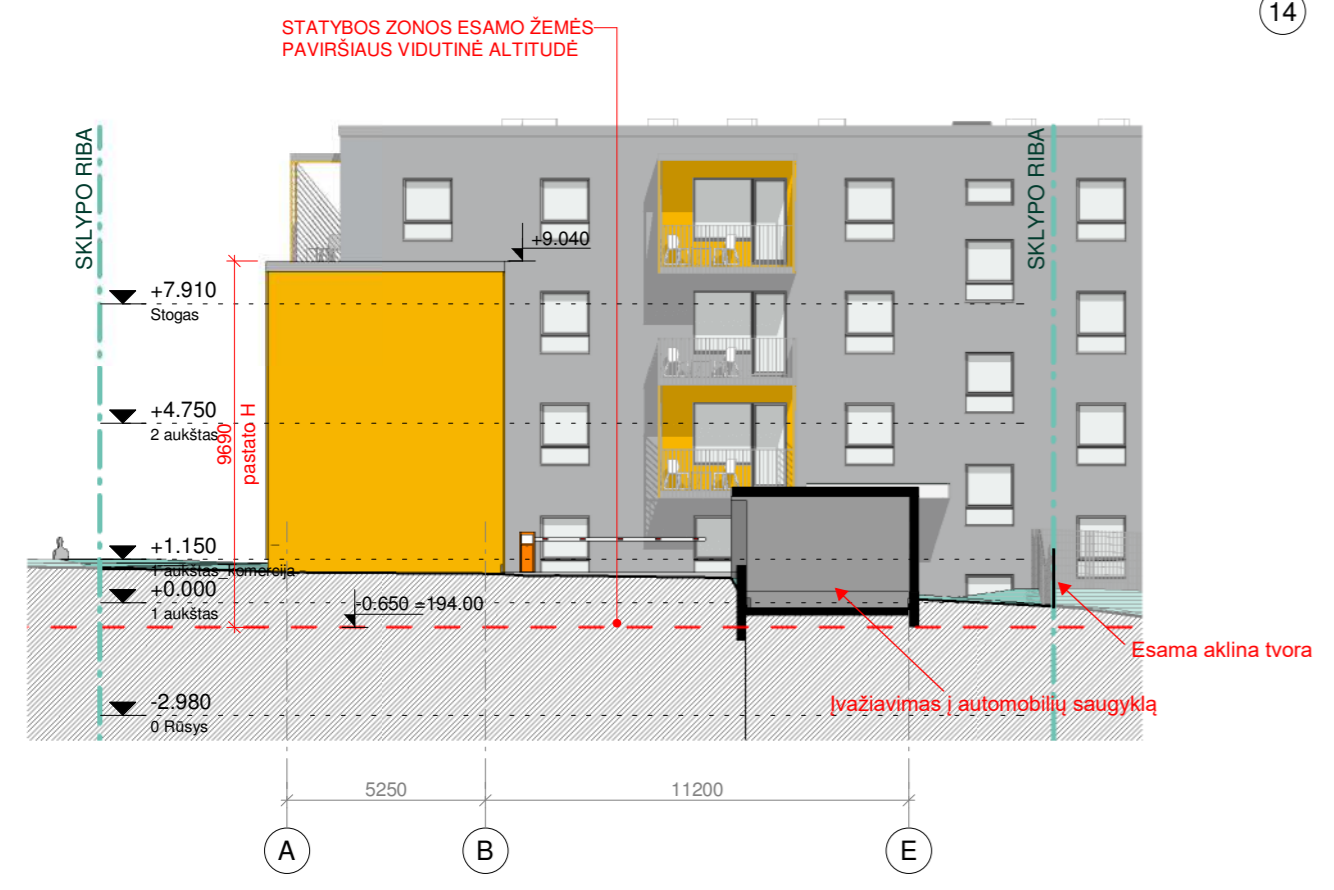 14
STATYBOS ZONOS ESAMO ŽEMĖS
PAVIRŠIAUS VIDUTINĖ ALTITUDĖ
SKLYPO RIBA
SKLYPO RIBA
+9.040
+7.910
Stogas
+4.750
2 aukštas
9690
pastato H
+1.150
1 aukštas_komercija
+0.000
1 aukštas
-0.650 =194.00
Esama aklina tvora
Įvažiavimas į automobilių saugyklą
-2.980
0 Rūsys
5250
11200
A
B
E